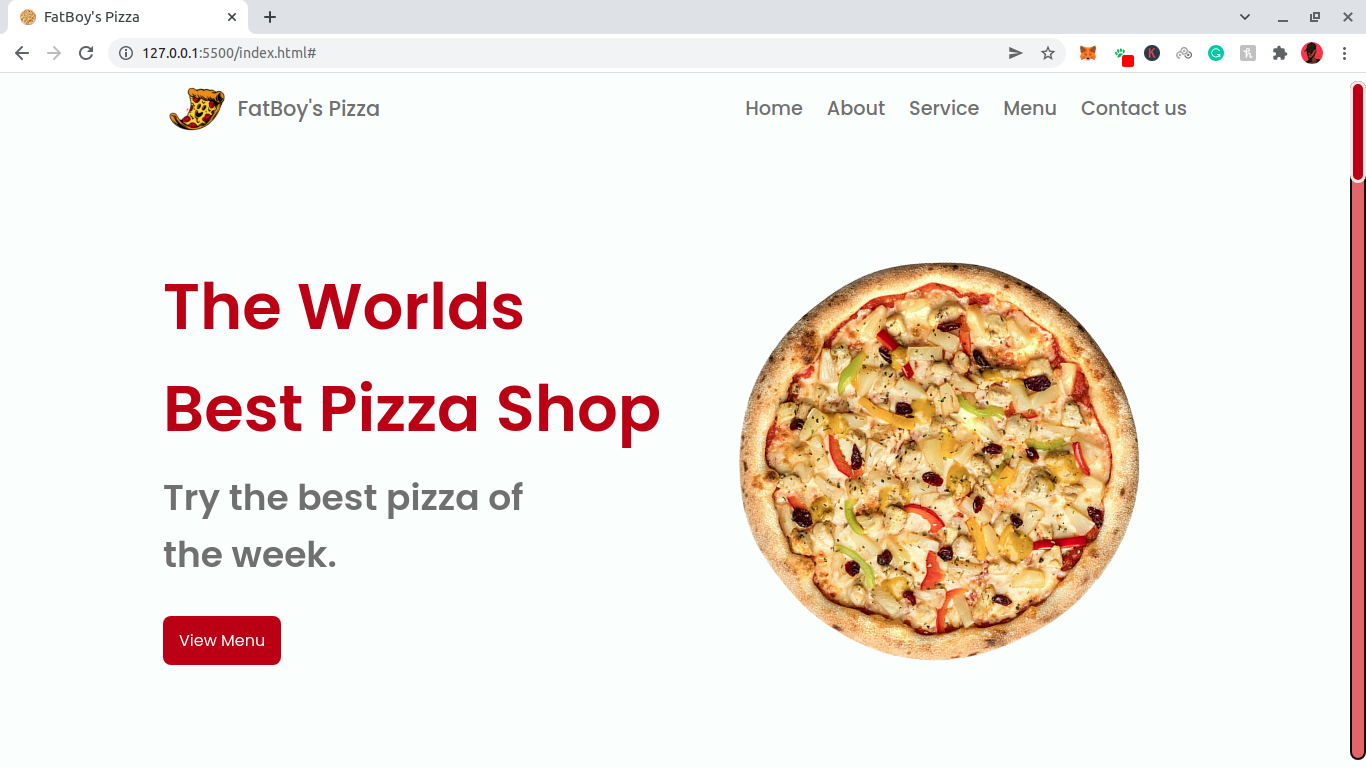 FatBoy's Pizza
127.0.0.1:5500/index.html#
FatBoy's Pizza
Home About Service Menu Contact us
The Worlds
Best Pizza Shop
Try the best pizza of
the week.
View Menu